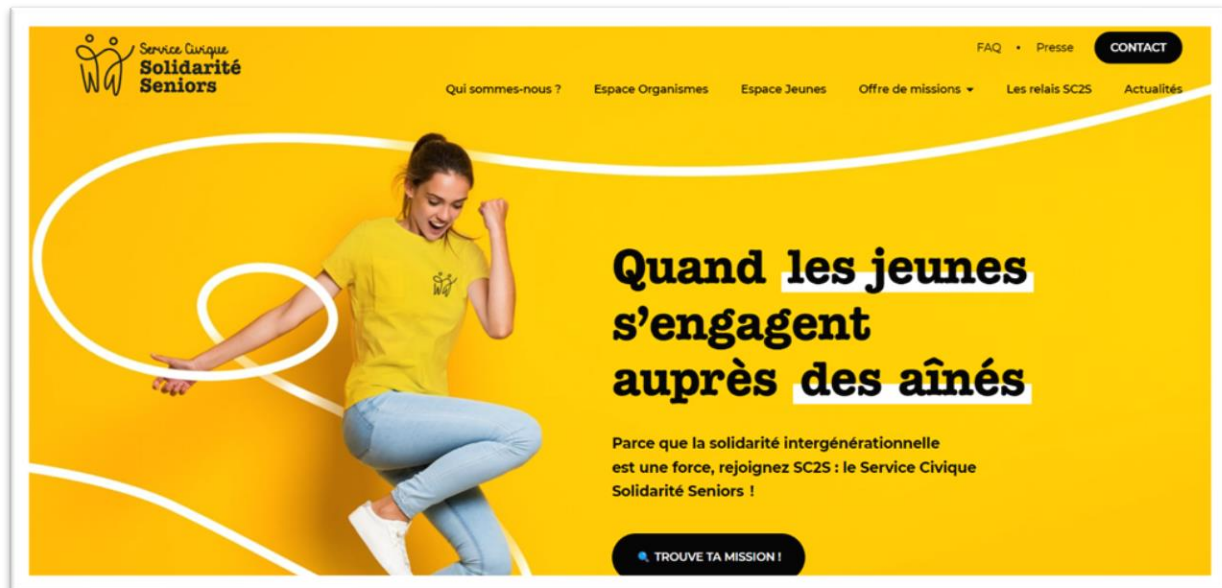 Service Civique
Solidarité
Seniors
FAQ • Presse CONTACT
Qui sommes-nous ? Espace Organismes Espace Jeunes Offre de missions Les relais SC2S Actualités
Quand les jeunes
s’engagent
auprès des aînés
Parce que la solidarité intergénérationnelle
est une force, rejoignez SC2S : le Service Civique
Solidarité Seniors !
TROUVE TA MISSION !